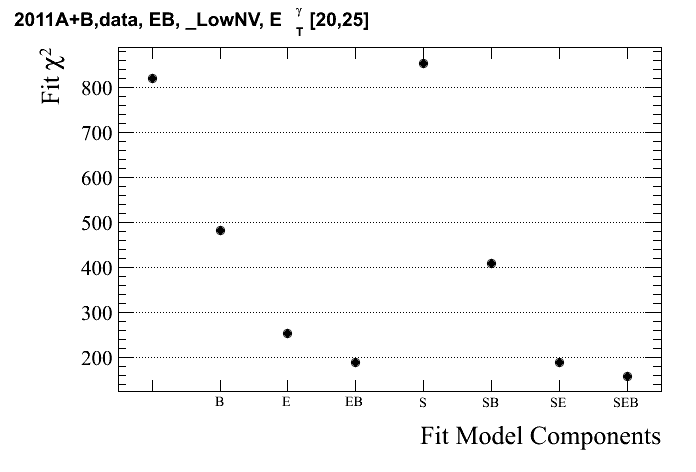 2011A+B,data, EB, _LowNV, E γ T [20,25]
Fit χ²
800
700
600
500
400
300
200
B E EB S SB SE SEB
Fit Model Components